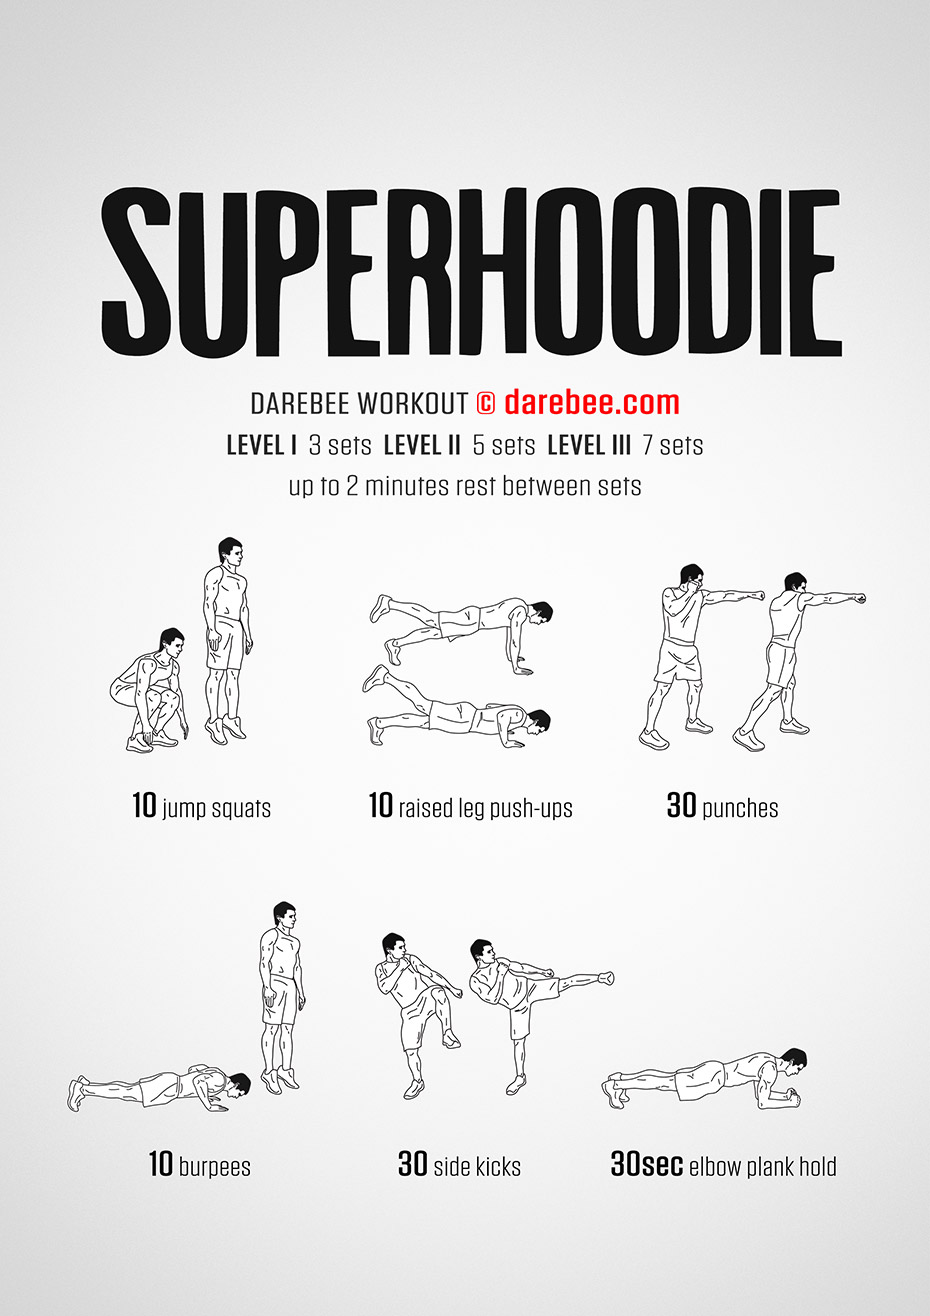 SUPERHOODIE
DAREBEE WORKOUT © darebee.com
LEVEL I 3 sets LEVEL II 5 sets LEVEL III 7 sets
up to 2 minutes rest between sets
10 jump squats
10 raised leg push-ups
30 punches
10 burpees
30 side kicks
30sec elbow plank hold